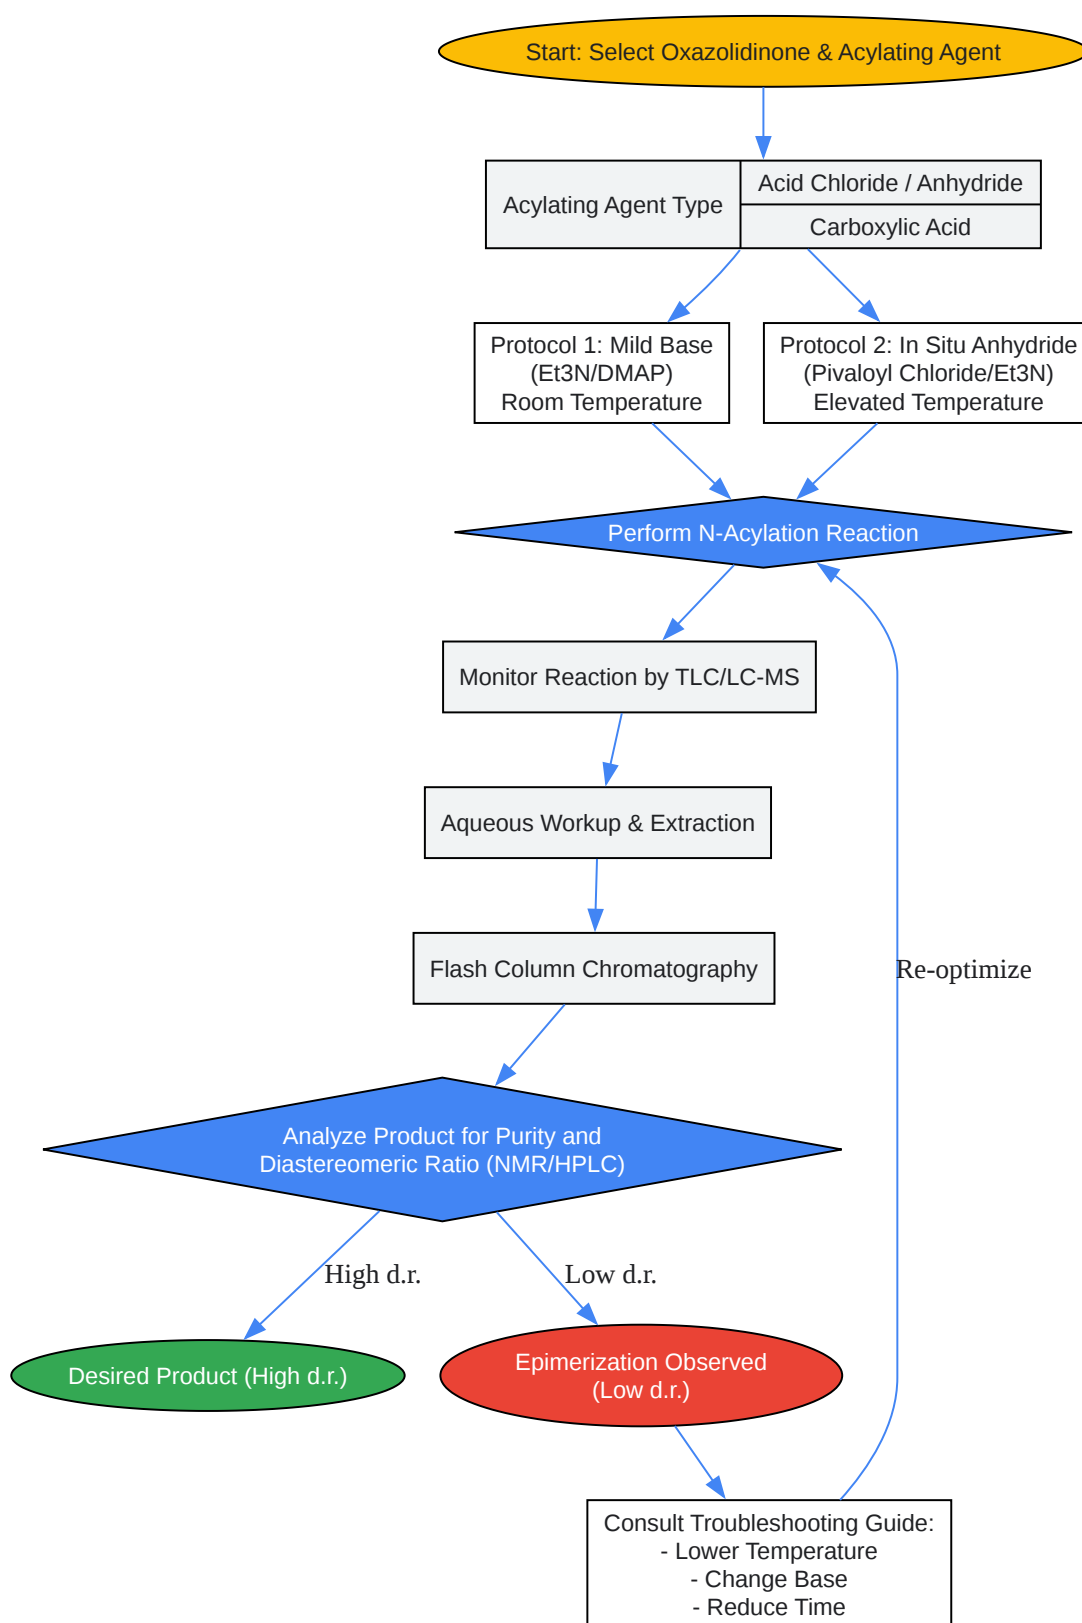 Start: Select Oxazolidinone & Acylating Agent
Acylating Agent Type
Acid Chloride / Anhydride
Carboxylic Acid
Protocol 1: Mild Base
(Et3N/DMAP)
Room Temperature
Protocol 2: In Situ Anhydride
(Pivaloyl Chloride/Et3N)
Elevated Temperature
Perform N-Acylation Reaction
Monitor Reaction by TLC/LC-MS
Aqueous Workup & Extraction
Flash Column Chromatography
Re-optimize
Analyze Product for Purity and
Diastereomeric Ratio (NMR/HPLC)
High d.r.
Low d.r.
Desired Product (High d.r.)
Epimerization Observed
(Low d.r.)
Consult Troubleshooting Guide:
- Lower Temperature
- Change Base
- Reduce Time